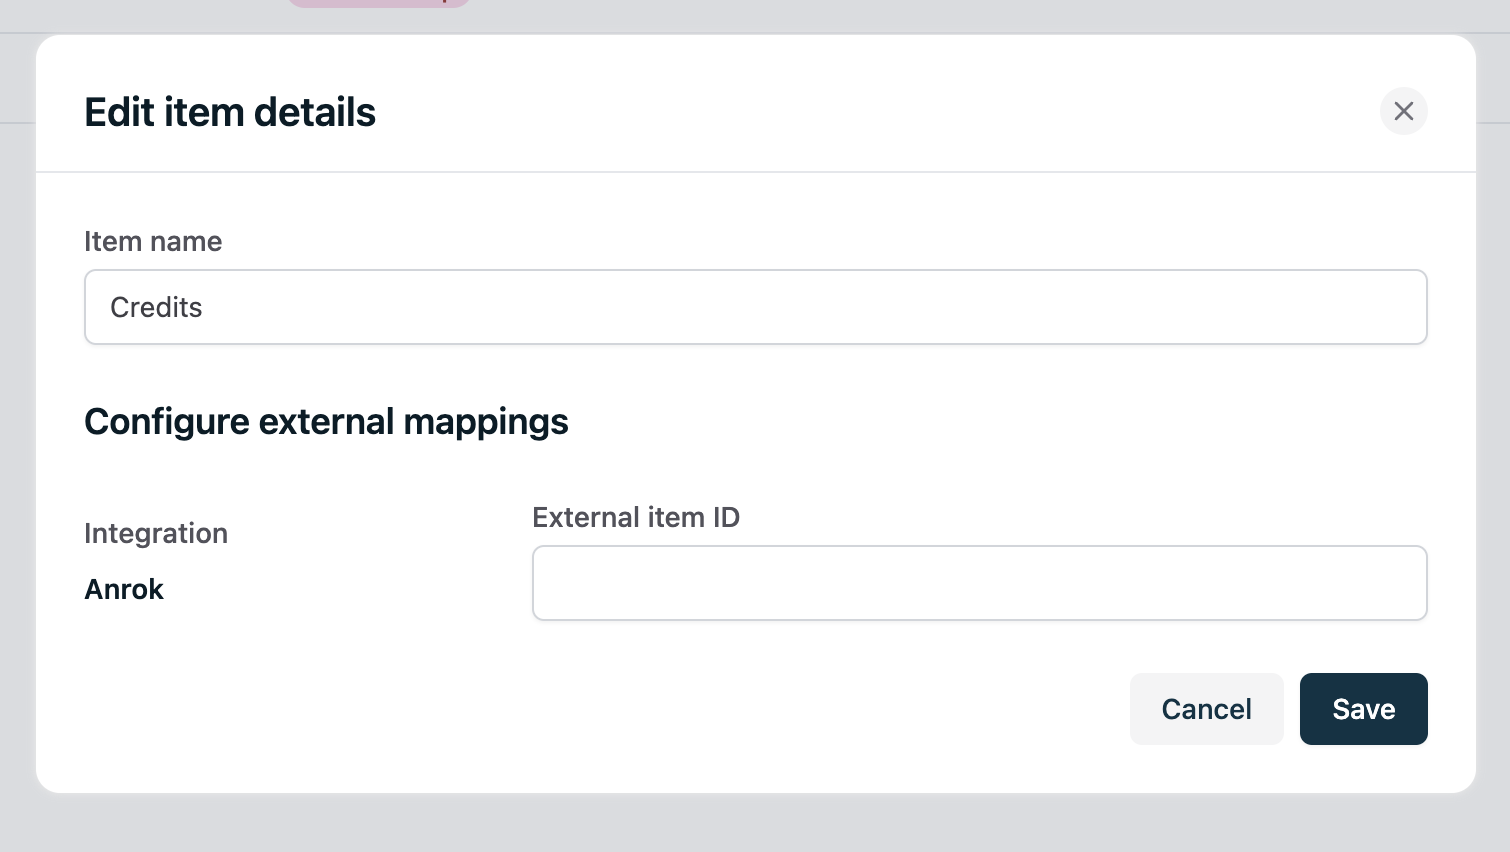 Edit item details
Item name
Credits
Configure external mappings
Integration
External item ID
Anrok
Cancel
Save